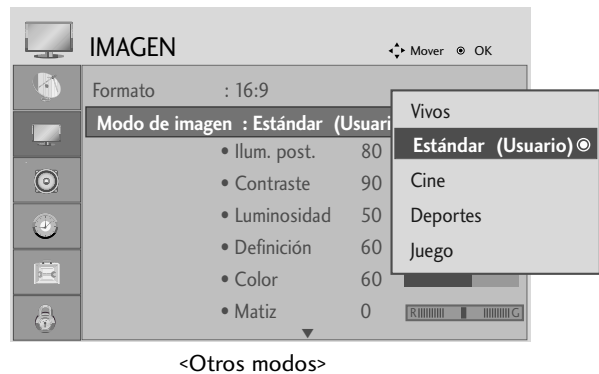 IMAGEN
Mover OK
Formato : 16:9
Modo de imagen : Estándar (Usuari
• Ilum. post. 80
• Contraste 90
• Luminosidad 50
• Definición 60
• Color 60
• Matiz 0
R G
Vivos
Estándar (Usuario)
Cine
Deportes
Juego
<Otros modos>